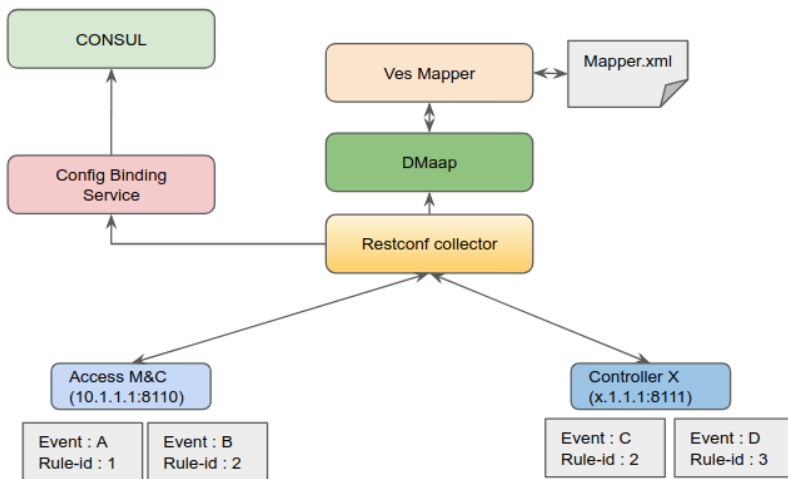 CONSUL
Ves Mapper
Mapper.xml
Config Binding
Service
DMaap
Restconf collector
Access M&C
(10.1.1.1:8110)
Controller X
(x.1.1.1:8111)
Event : A
Rule-id : 1
Event : B
Rule-id : 2
Event : C
Rule-id : 2
Event : D
Rule-id : 3